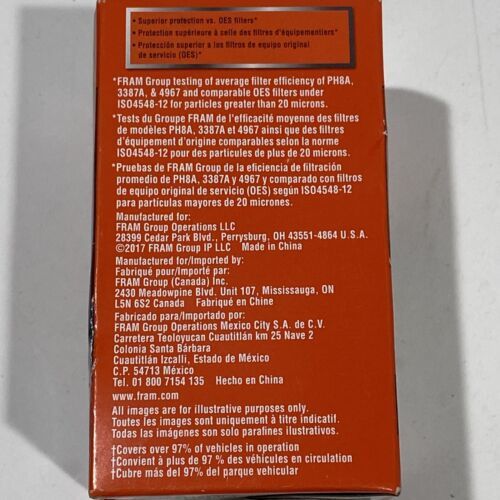 • Superior protection vs. OES filters*
• Protection supérieure à celle des filtres d'équipementiers*
• Protección superior a los filtros de equipo original
de servicio (OES)*
*FRAM Group testing of average filter efficiency of PH8A,
3387A, & 4967 and comparable OES filters under
ISO4548-12 for particles greater than 20 microns.
*Tests du Groupe FRAM de l'efficacité moyenne des filtres
de modèles PH8A, 3387A et 4967 ainsi que des filtres
d'équipement d'origine comparables selon la norme
ISO4548-12 pour des particules de plus de 20 microns.
*Pruebas de FRAM Group de la eficiencia de filtración
promedio de PH8A, 3387A y 4967 y comparado con filtros
de equipo original de servicio (OES) según ISO4548-12
para partículas mayores de 20 microns.
Manufactured for:
FRAM Group Operations LLC
28399 Cedar Park Blvd., Perrysburg, OH 43551-4864 U.S.A.
©2017 FRAM Group IP LLC Made in China
Manufactured for/Imported by:
Fabriqué pour/Importé par:
FRAM Group (Canada) Inc.
2430 Meadowpine Blvd. Unit 107, Mississauga, ON
L5N 6S2 Canada Fabriqué en Chine
Fabricado para/Importado por:
FRAM Group Operations Mexico City S.A. de C.V.
Carretera Teoloyucan Cuautitlán km 25 Nave 2
Colonia Santa Bárbara
Cuautitlán Izcalli, Estado de México
C.P. 54713 México
Tel. 01 800 7154 135 Hecho en China
www.fram.com
All images are for illustrative purposes only.
Toutes les images sont uniquement à titre indicatif.
Todas las imágenes son solo parafines ilustrativos.
†Covers over 97% of vehicles in operation
†Convient à plus de 97 % des véhicules en circulation
†Cubre más del 97% del parque vehicular